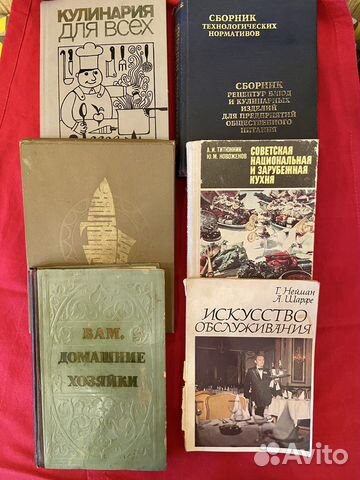 КУЛИНАРИЯ
ДЛЯ ВСЕХ
СБОРНИК
ТЕХНОЛОГИЧЕСКИХ
НОРМАТИВОВ
СБОРНИК
РЕЦЕПТУР БЛЮД
И КУЛИНАРНЫХ
ИЗДЕЛИЙ
ДЛЯ ПРЕДПРИЯТИЙ
ОБЩЕСТВЕННОГО
ПИТАНИЯ
А. И. ТИТЮННИК
Ю. М. НОВОЖЕНОВ
СОВЕТСКАЯ
НАЦИОНАЛЬНАЯ
И ЗАРУБЕЖНАЯ
КУХНЯ
ВАМ,
ДОМАШНИЕ
ХОЗЯЙКИ
Г. Нейман
А. Шарфе
ИСКУССТВО
ОБСЛУЖИВАНИЯ
Avito